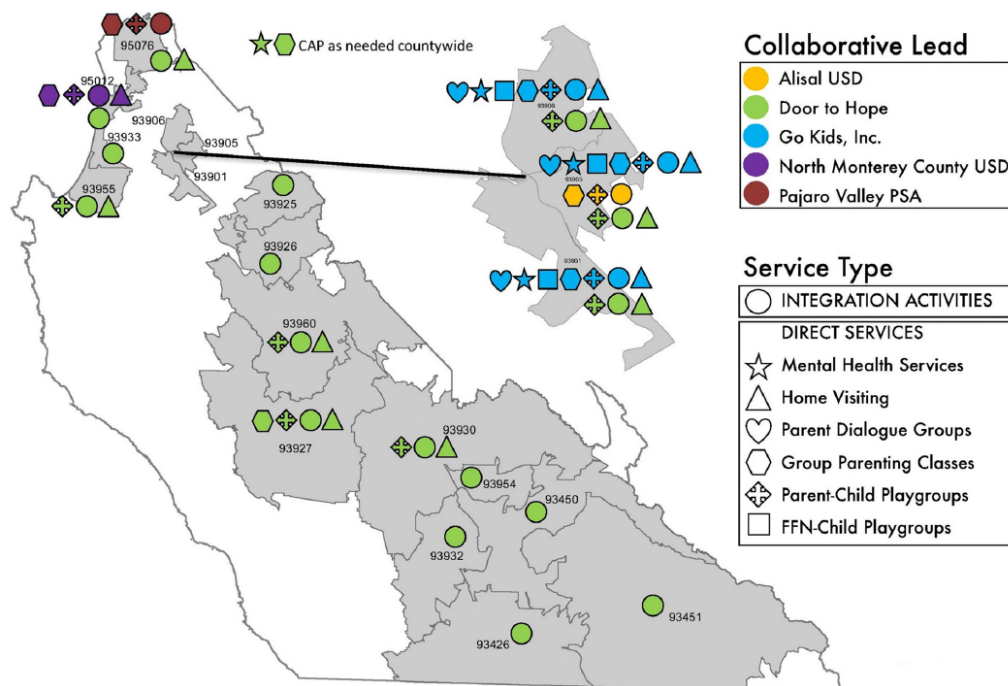 95076
CAP as needed countywide
95012
93906
93933
93905
93901
93955
93925
93926
93960
93927
93930
93954
93450
93932
93451
93426
93906
93905
93901
Collaborative Lead
Alisal USD
Door to Hope
Go Kids, Inc.
North Monterey County USD
Pajaro Valley PSA
Service Type
INTEGRATION ACTIVITIES
DIRECT SERVICES
Mental Health Services
Home Visiting
Parent Dialogue Groups
Group Parenting Classes
Parent-Child Playgroups
FFN-Child Playgroups